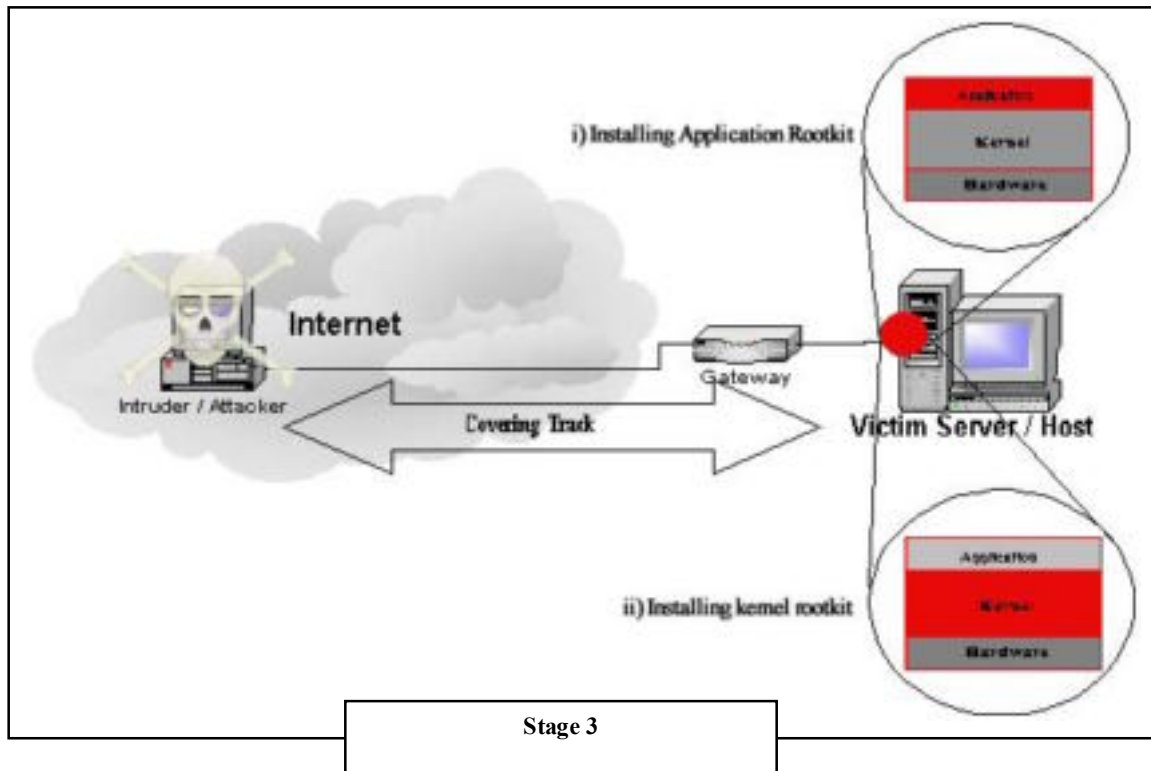 Application
Kernel
Hardware
i) Installing Application Rootkit
Internet
Gateway
Intruder / Attacker
Covering Track
Victim Server / Host
Application
Kernel
Hardware
ii) Installing kernel rootkit
Stage 3